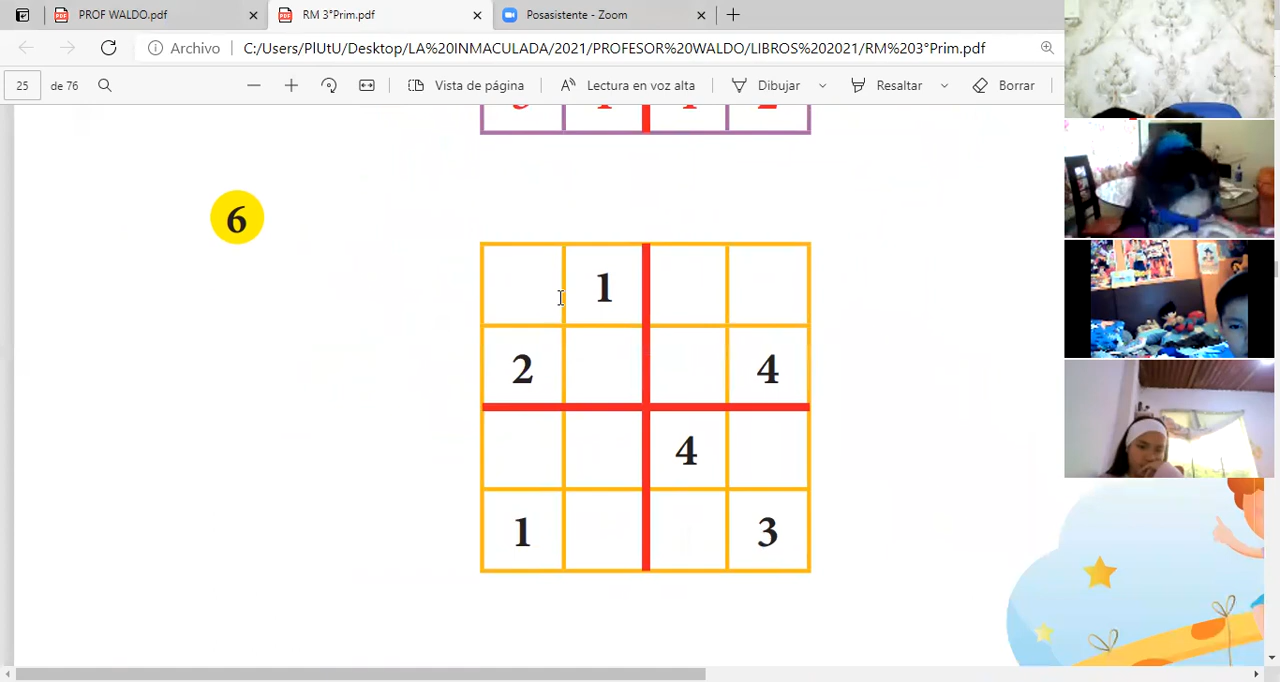 PROF WALDO.pdf
RM 3°Prim.pdf
Posasistente - Zoom
Archivo
C:/Users/PlUtU/Desktop/LA%20INMACULADA/2021/PROFESOR%20WALDO/LIBROS%202021/RM%203°Prim.pdf
25 de 76
Vista de página
Lectura en voz alta
Dibujar
Resaltar
Borrar
6
1
2 4
4
1 3